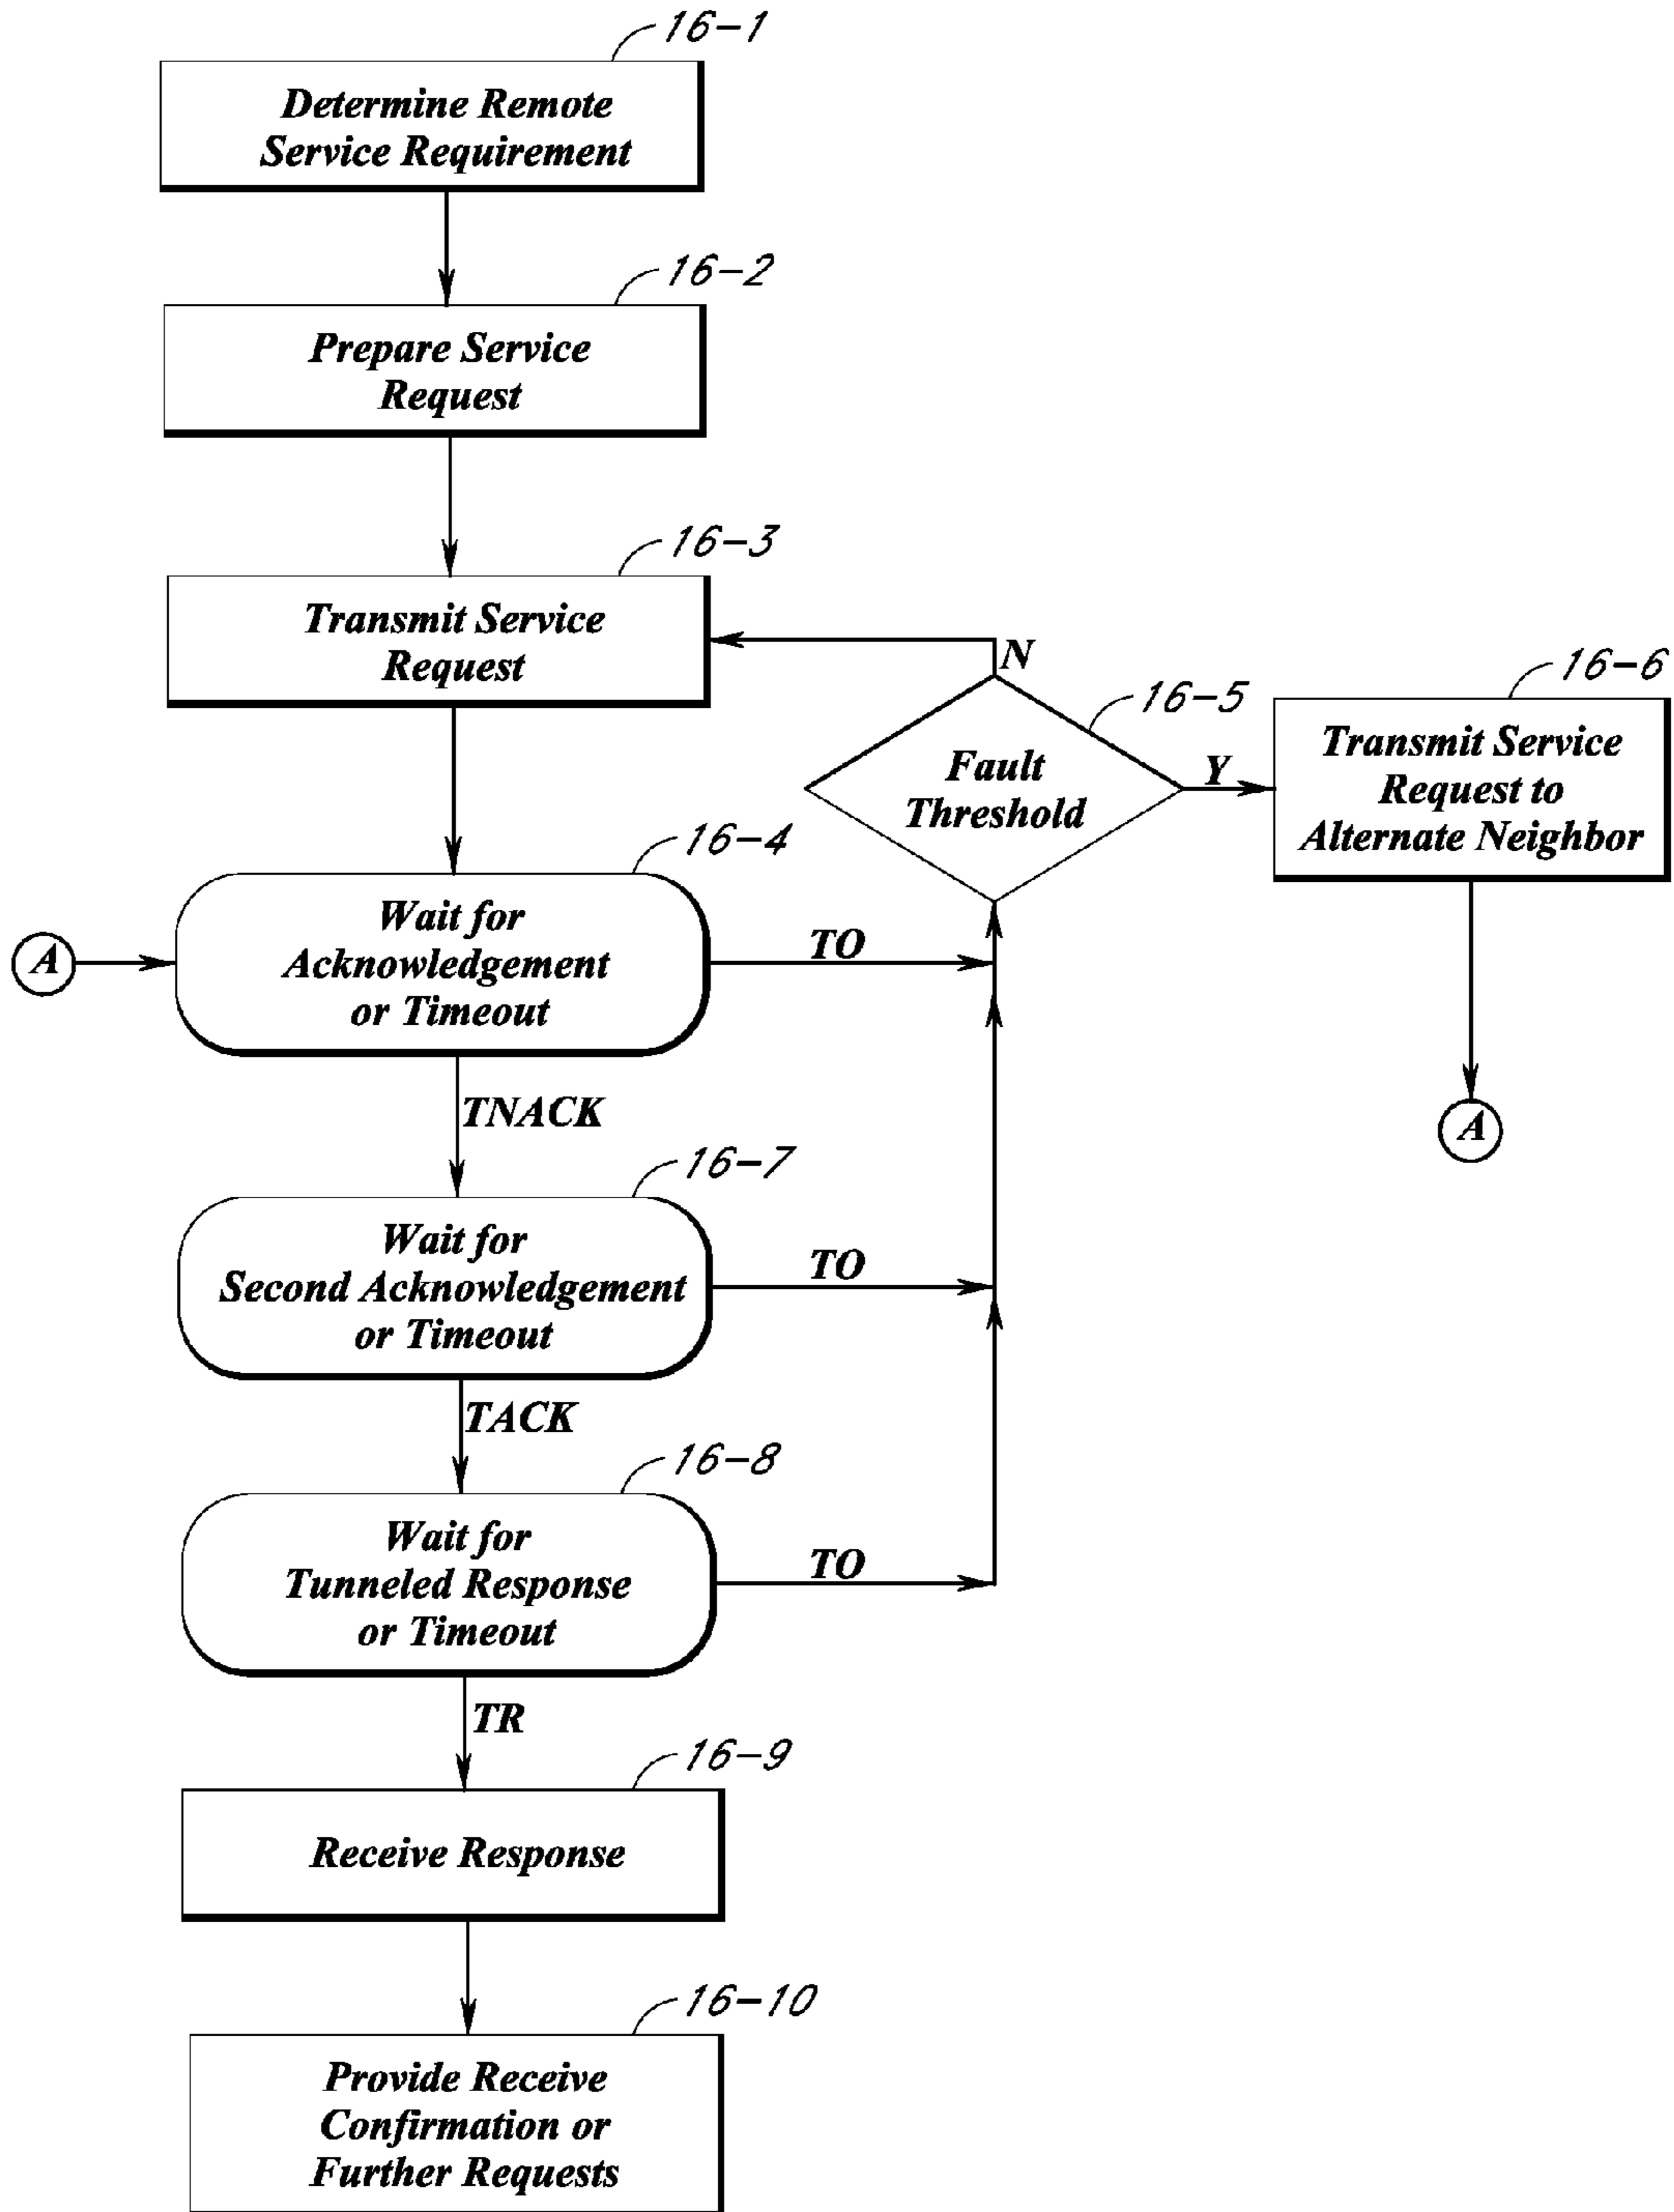 16-1
Determine Remote
Service Requirement
16-2
Prepare Service
Request
16-3
Transmit Service
Request
N
16-5
Fault
Threshold
Y
16-6
Transmit Service
Request to
Alternate Neighbor
A
16-4
A
Wait for
Acknowledgement
or Timeout
TO
TNACK
16-7
Wait for
Second Acknowledgement
or Timeout
TO
TACK
16-8
Wait for
Tunneled Response
or Timeout
TO
TR
16-9
Receive Response
16-10
Provide Receive
Confirmation or
Further Requests